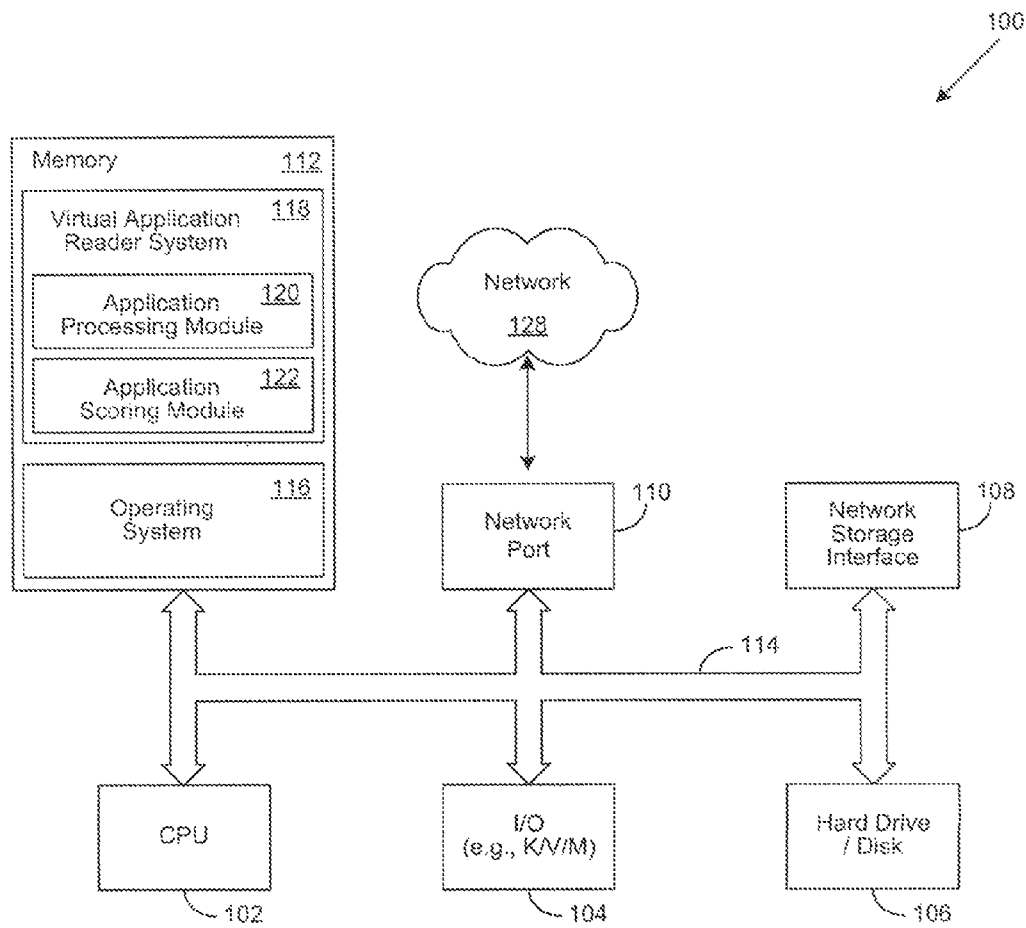 100
Memory 112
Virtual Application 118
Reader System
Application 120
Processing Module
Application 122
Scoring Module
Operating 116
System
Network
128
Network
Port
110
Network
Storage
Interface
108
114
CPU
102
I/O
(e.g., K/V/M)
104
Hard Drive
/ Disk
106